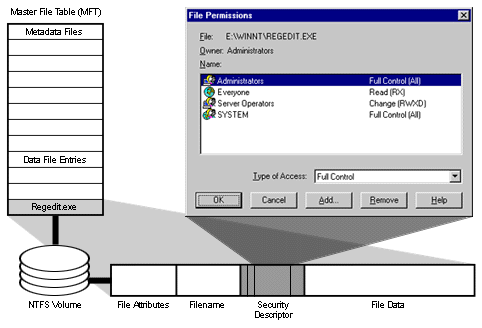 Master File Table (MFT)
Metadata Files
Data File Entries
Regedit.exe
NTFS Volume
File Permissions
File: E:\WINNT\REGEDIT.EXE
Owner: Administrators
Name:
Administrators Full Control (All)
Everyone Read (RX)
Server Operators Change (RWXD)
SYSTEM Full Control (All)
Type of Access: Full Control
OK Cancel Add... Remove Help
File Attributes Filename Security Descriptor File Data